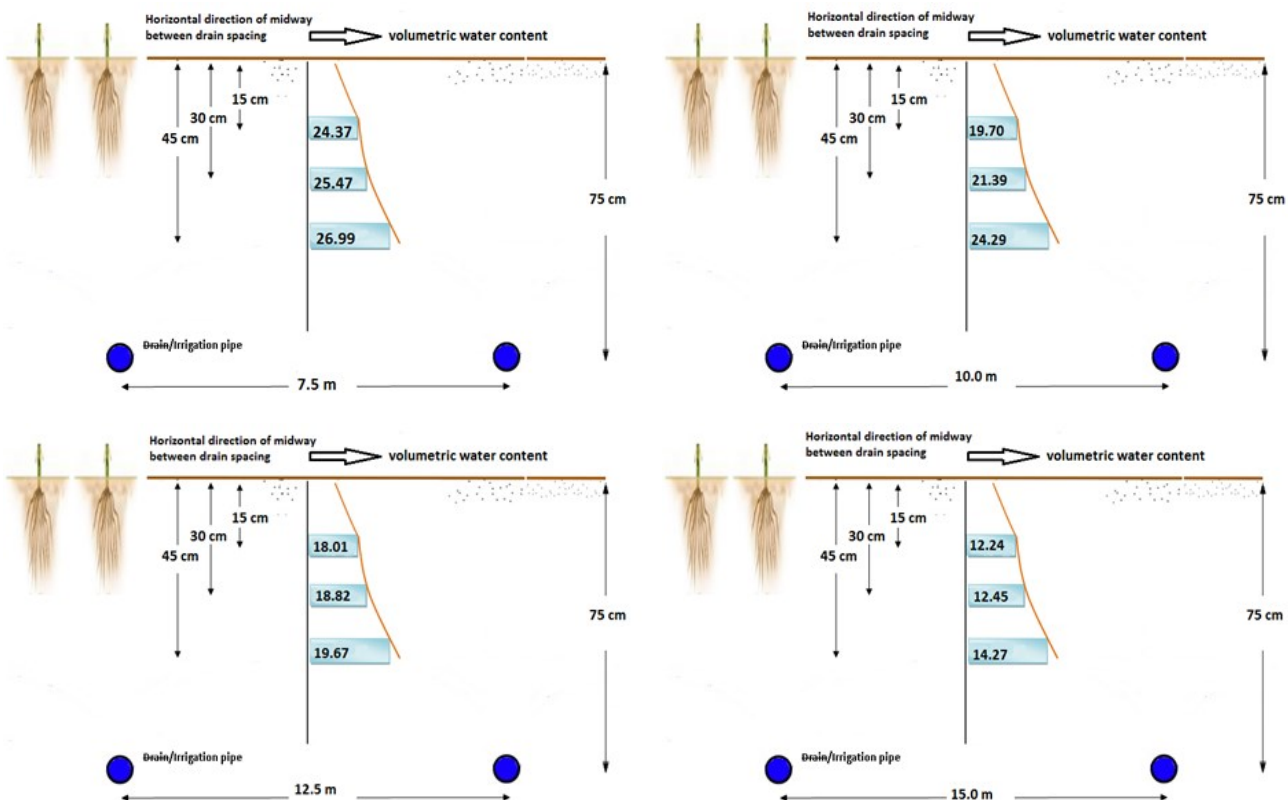 Horizontal direction of midway
between drain spacing
volumetric water content
15 cm
30 cm
45 cm
24.37
25.47
26.99
75 cm
Drain/Irrigation pipe
7.5 m
Horizontal direction of midway
between drain spacing
volumetric water content
15 cm
30 cm
45 cm
19.70
21.39
24.29
75 cm
Drain/Irrigation pipe
10.0 m
Horizontal direction of midway
between drain spacing
volumetric water content
15 cm
30 cm
45 cm
18.01
18.82
19.67
75 cm
Drain/Irrigation pipe
12.5 m
Horizontal direction of midway
between drain spacing
volumetric water content
15 cm
30 cm
45 cm
12.24
12.45
14.27
75 cm
Drain/Irrigation pipe
15.0 m